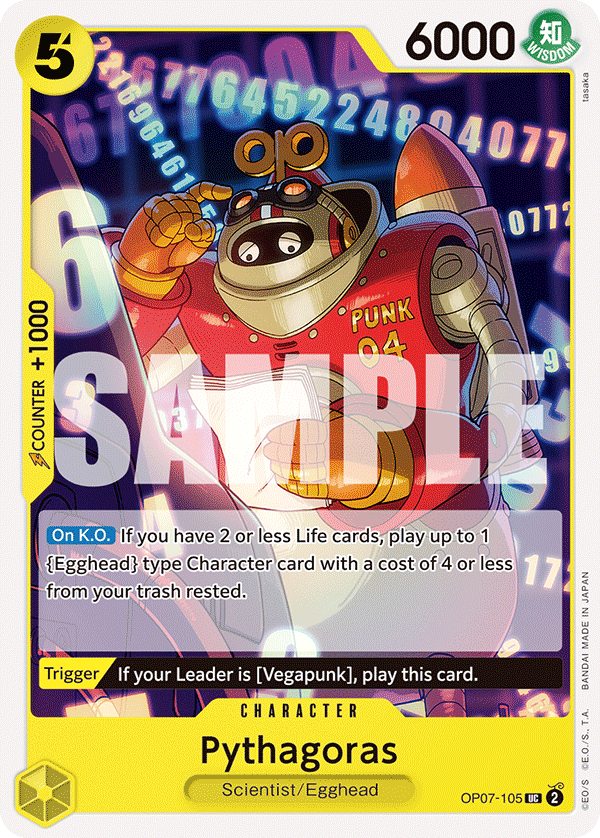 5
6000
知
WISDOM
tasaka
77645224804077
PUNK
04
COUNTER +1000
SAMPLE
On K.O. If you have 2 or less Life cards, play up to 1
{Egghead} type Character card with a cost of 4 or less
from your trash rested.
Trigger If your Leader is [Vegapunk], play this card.
CHARACTER
Pythagoras
Scientist/Egghead
OP07-105 UC 2
©E.O/S ©E.O./S., T.A. BANDAI MADE IN JAPAN